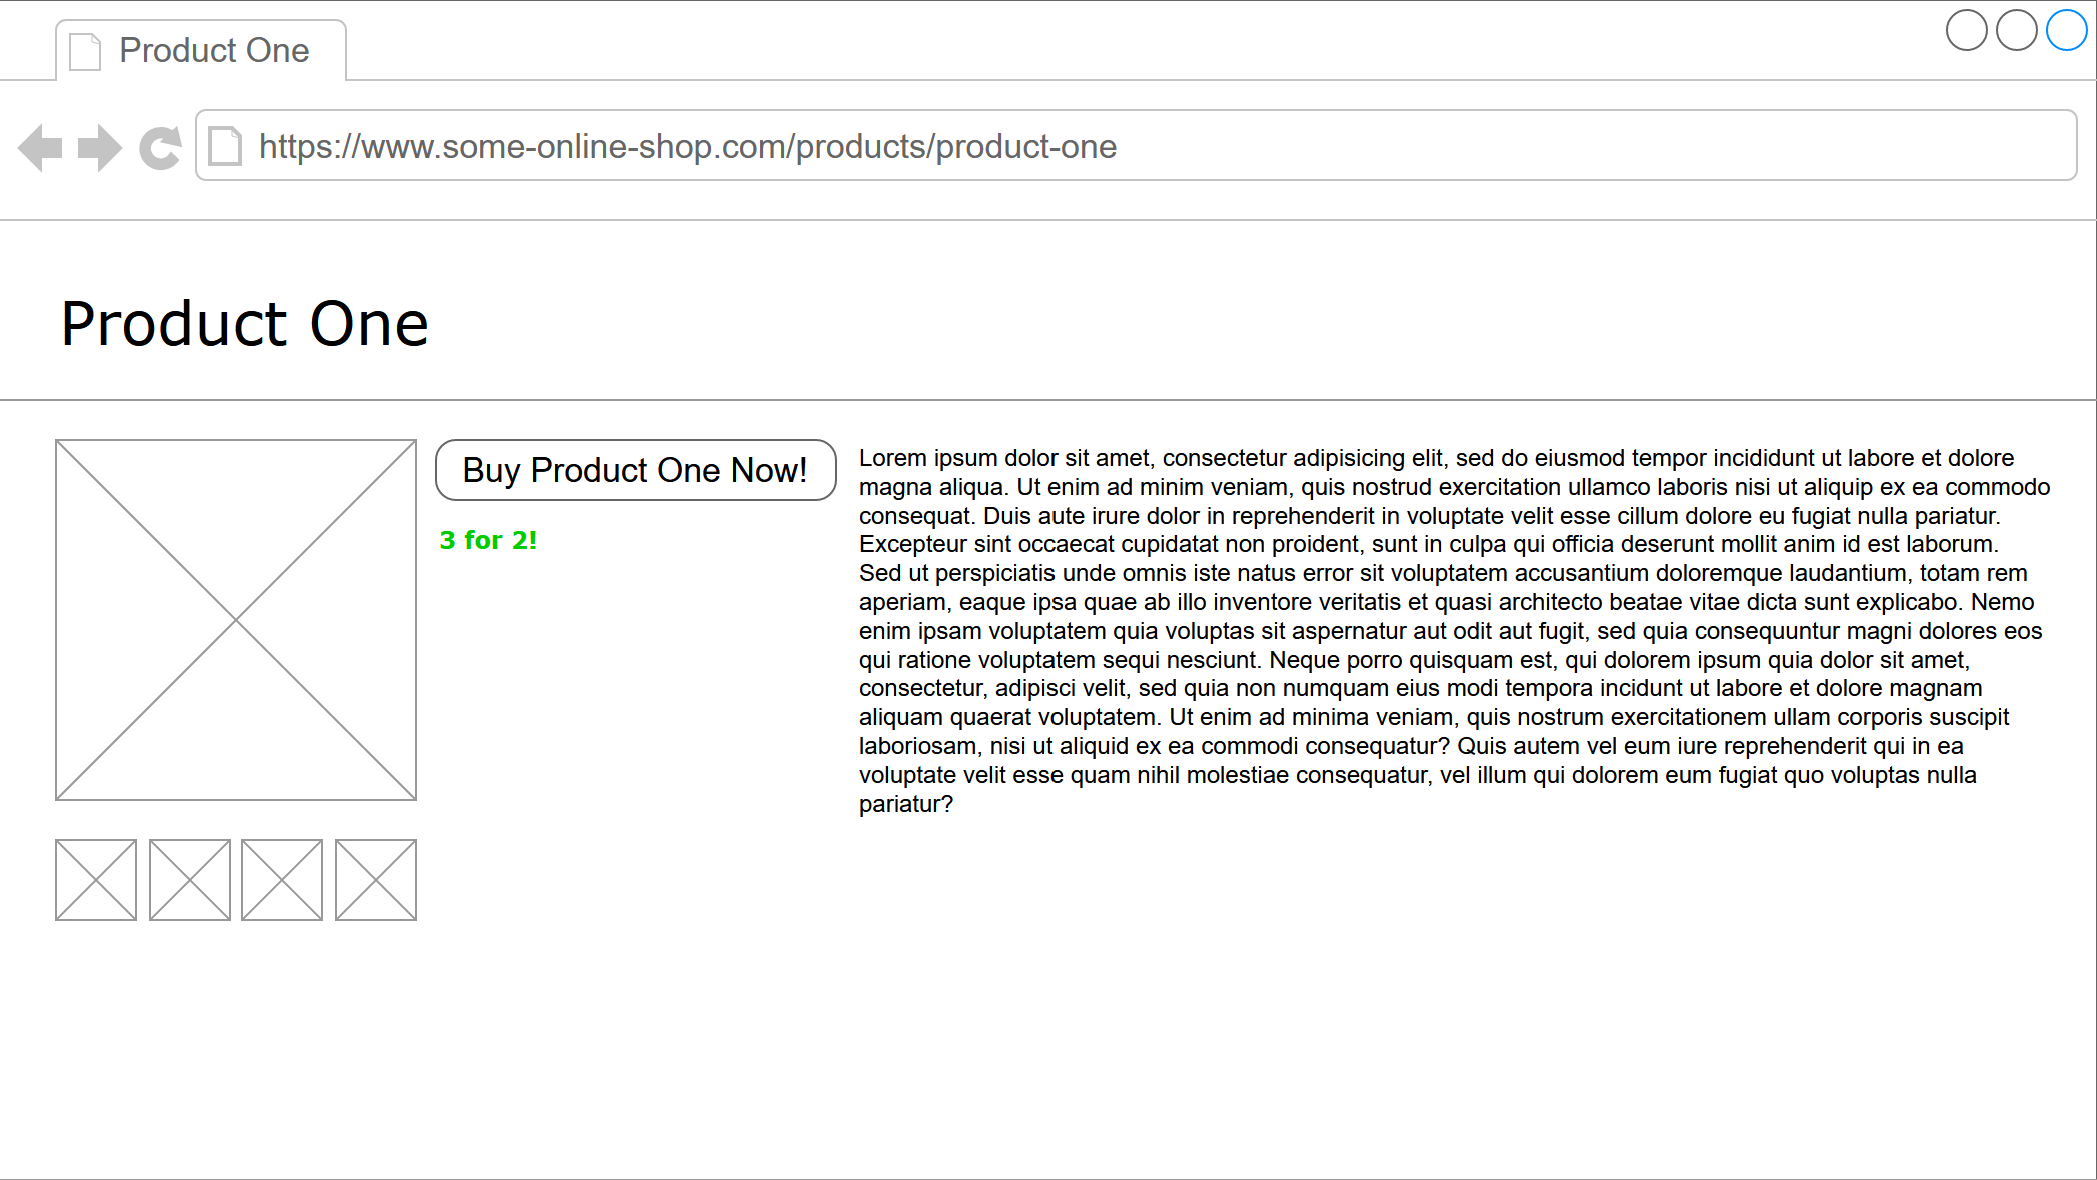 Product One
https://www.some-online-shop.com/products/product-one
Product One
Buy Product One Now!
3 for 2!
Lorem ipsum dolor sit amet, consectetur adipisicing elit, sed do eiusmod tempor incididunt ut labore et dolore
magna aliqua. Ut enim ad minim veniam, quis nostrud exercitation ullamco laboris nisi ut aliquip ex ea commodo
consequat. Duis aute irure dolor in reprehenderit in voluptate velit esse cillum dolore eu fugiat nulla pariatur.
Excepteur sint occaecat cupidatat non proident, sunt in culpa qui officia deserunt mollit anim id est laborum.
Sed ut perspiciatis unde omnis iste natus error sit voluptatem accusantium doloremque laudantium, totam rem
aperiam, eaque ipsa quae ab illo inventore veritatis et quasi architecto beatae vitae dicta sunt explicabo. Nemo
enim ipsam voluptatem quia voluptas sit aspernatur aut odit aut fugit, sed quia consequuntur magni dolores eos
qui ratione voluptatem sequi nesciunt. Neque porro quisquam est, qui dolorem ipsum quia dolor sit amet,
consectetur, adipisci velit, sed quia non numquam eius modi tempora incidunt ut labore et dolore magnam
aliquam quaerat voluptatem. Ut enim ad minima veniam, quis nostrum exercitationem ullam corporis suscipit
laboriosam, nisi ut aliquid ex ea commodi consequatur? Quis autem vel eum iure reprehenderit qui in ea
voluptate velit esse quam nihil molestiae consequatur, vel illum qui dolorem eum fugiat quo voluptas nulla
pariatur?